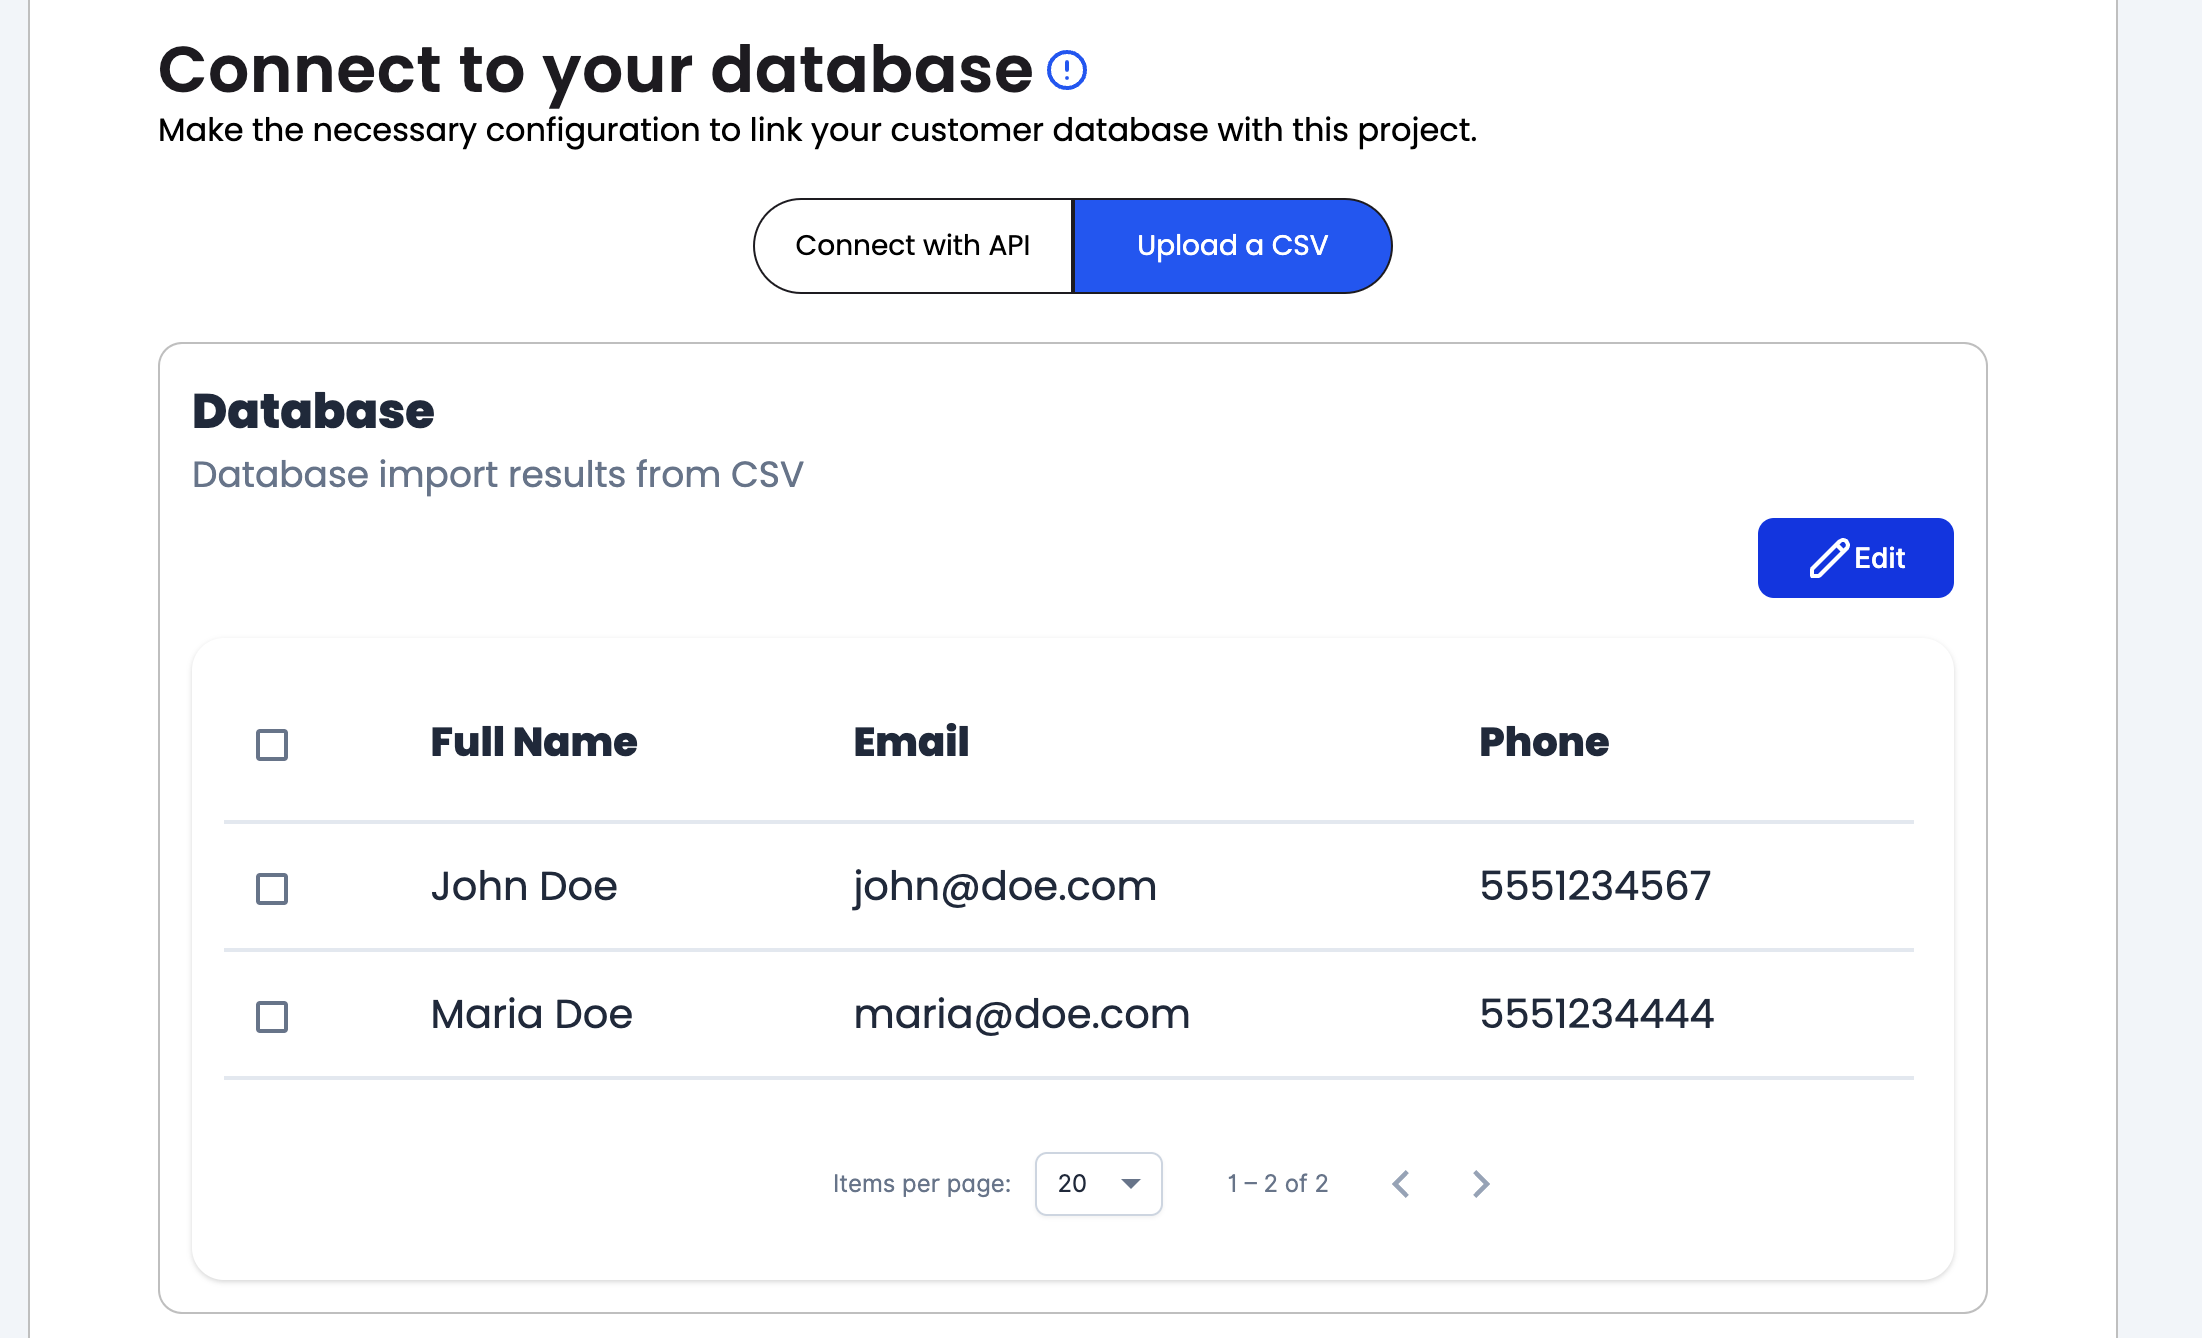 Connect to your database
Make the necessary configuration to link your customer database with this project.
Connect with API Upload a CSV
Database
Database import results from CSV
Edit
Full Name Email Phone
John Doe john@doe.com 5551234567
Maria Doe maria@doe.com 5551234444
Items per page: 20 1 – 2 of 2